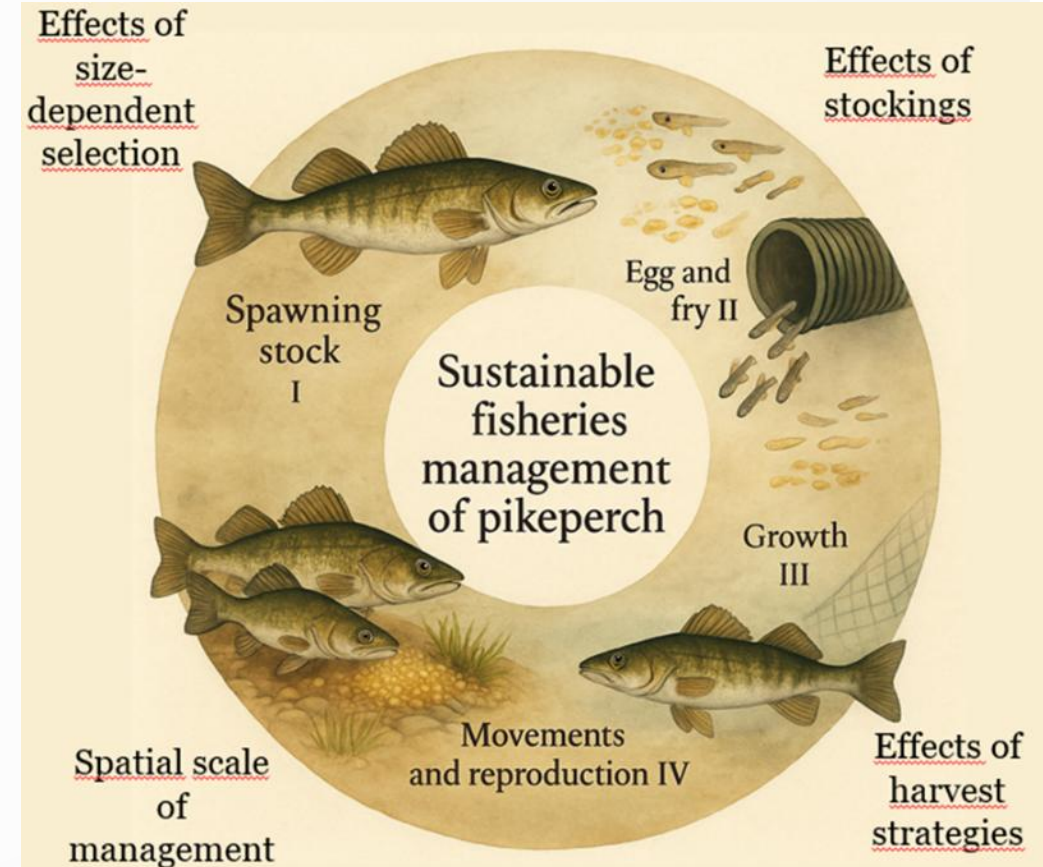 Effects of
size-
dependent
selection
Effects of
stockings
Spawning
stock
I
Egg and
fry II
Sustainable
fisheries
management
of pikeperch
Growth
III
Movements
and reproduction IV
Spatial scale
of
management
Effects of
harvest
strategies